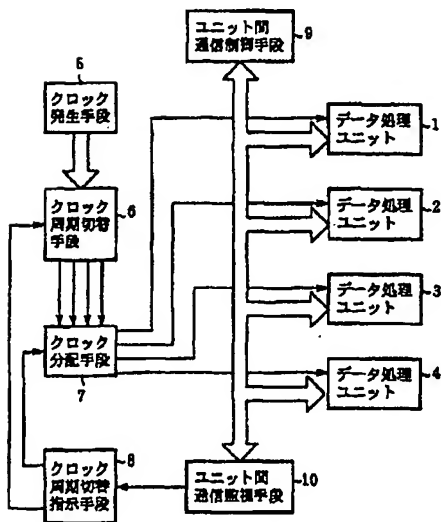 ユニット間
通信制御手段
9
5
クロック
発生手段
データ処理
ユニット
1
クロック
周期切替
手段
6
データ処理
ユニット
2
データ処理
ユニット
3
クロック
分配手段
7
データ処理
ユニット
4
クロック
周期切替
指示手段
8
ユニット間
通信監視手段
10